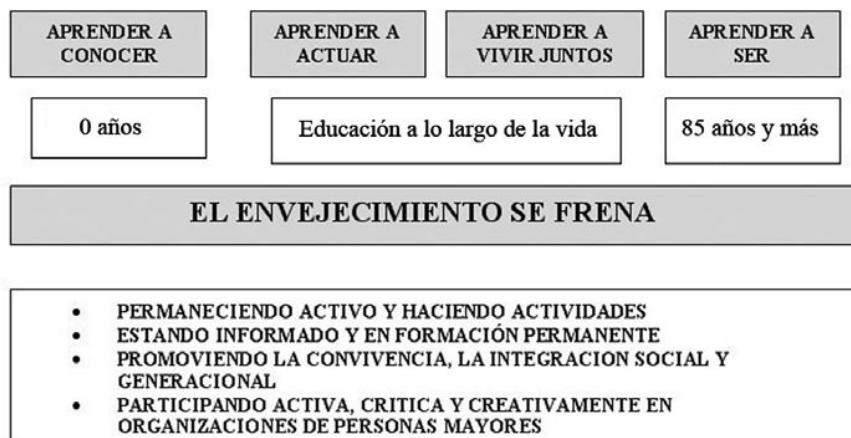 APRENDER A
CONOCER
APRENDER A
ACTUAR
APRENDER A
VIVIR JUNTOS
APRENDER A
SER
0 años
Educación a lo largo de la vida
85 años y más
EL ENVEJECIMIENTO SE FRENA
• PERMANECIENDO ACTIVO Y HACIENDO ACTIVIDADES
• ESTANDO INFORMADO Y EN FORMACIÓN PERMANENTE
• PROMOVIENDO LA CONVIVENCIA, LA INTEGRACION SOCIAL Y
GENERACIONAL
• PARTICIPANDO ACTIVA, CRITICA Y CREATIVAMENTE EN
ORGANIZACIONES DE PERSONAS MAYORES